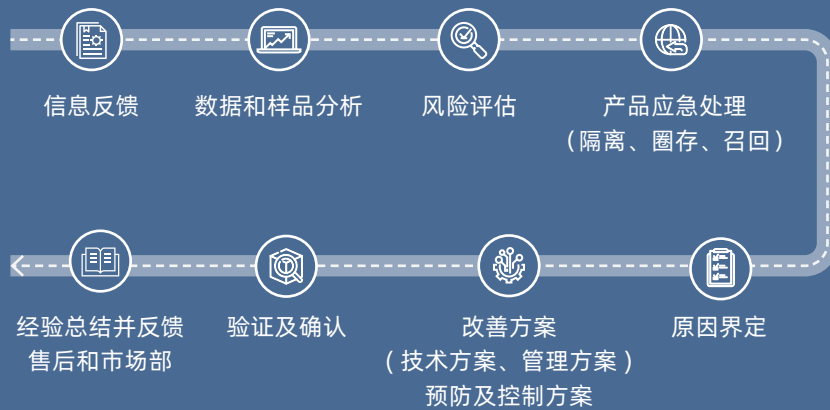 信息反馈
数据和样品分析
风险评估
产品应急处理
（隔离、圈存、召回）
原因界定
改善方案
(技术方案、管理方案)
预防及控制方案
验证及确认
经验总结并反馈
售后和市场部